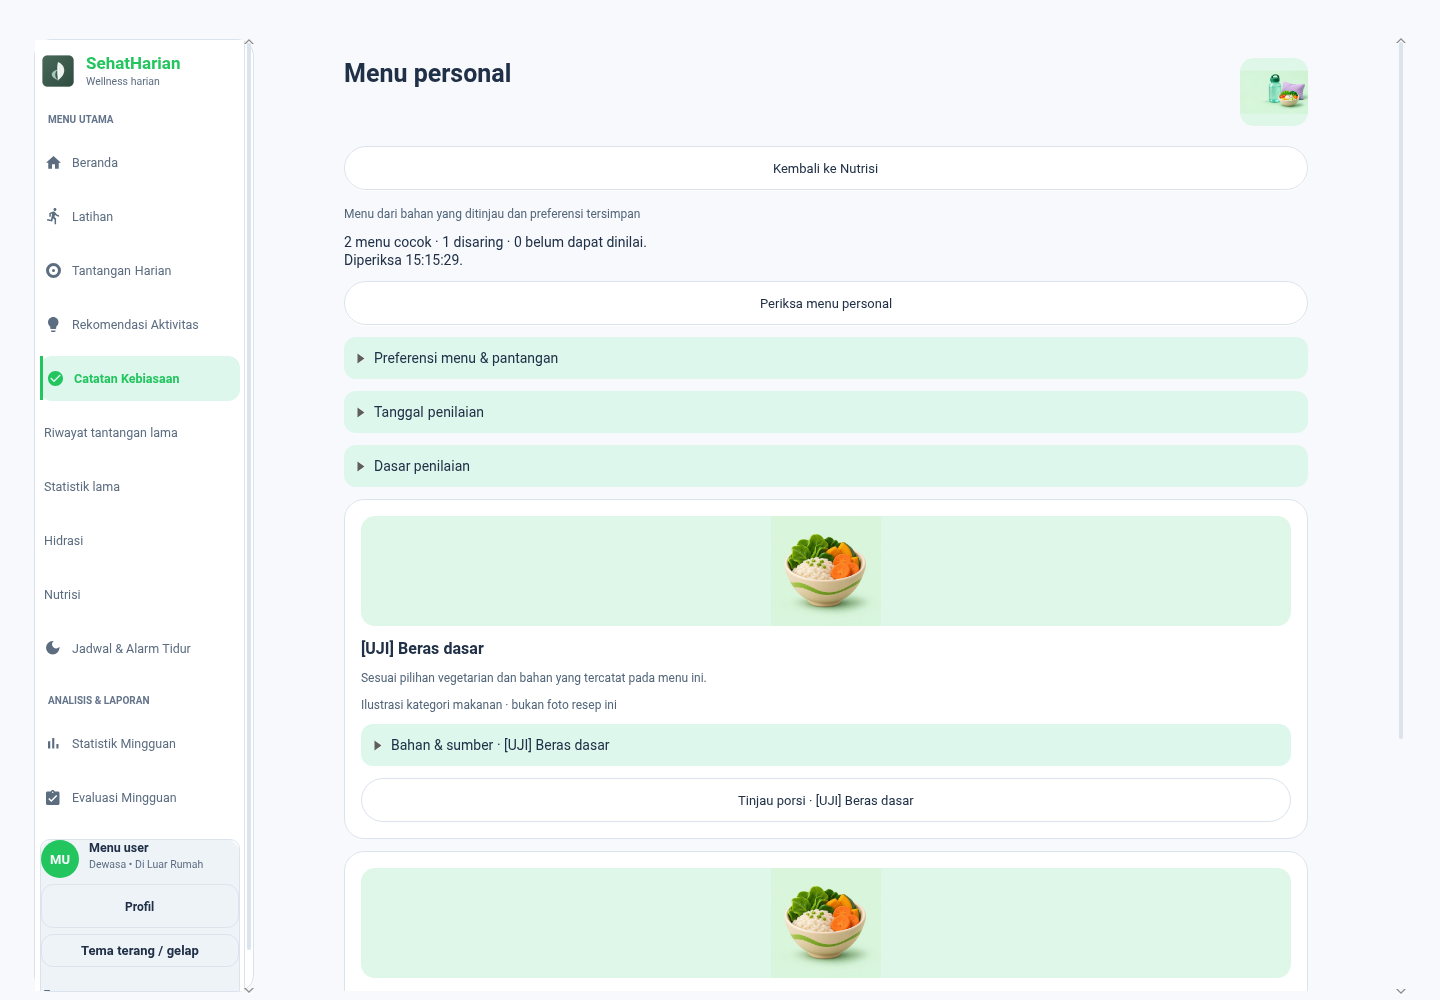 SehatHarian
Wellness harian
MENU UTAMA
Beranda
Latihan
Tantangan Harian
Rekomendasi Aktivitas
Catatan Kebiasaan
Riwayat tantangan lama
Statistik lama
Hidrasi
Nutrisi
Jadwal & Alarm Tidur
ANALISIS & LAPORAN
Statistik Mingguan
Evaluasi Mingguan
MU
Menu user
Dewasa • Di Luar Rumah
Profil
Tema terang / gelap
Menu personal
Kembali ke Nutrisi
Menu dari bahan yang ditinjau dan preferensi tersimpan
2 menu cocok · 1 disaring · 0 belum dapat dinilai.
Diperiksa 15:15:29.
Periksa menu personal
Preferensi menu & pantangan
Tanggal penilaian
Dasar penilaian
[UJI] Beras dasar
Sesuai pilihan vegetarian dan bahan yang tercatat pada menu ini.
Ilustrasi kategori makanan · bukan foto resep ini
Bahan & sumber · [UJI] Beras dasar
Tinjau porsi · [UJI] Beras dasar